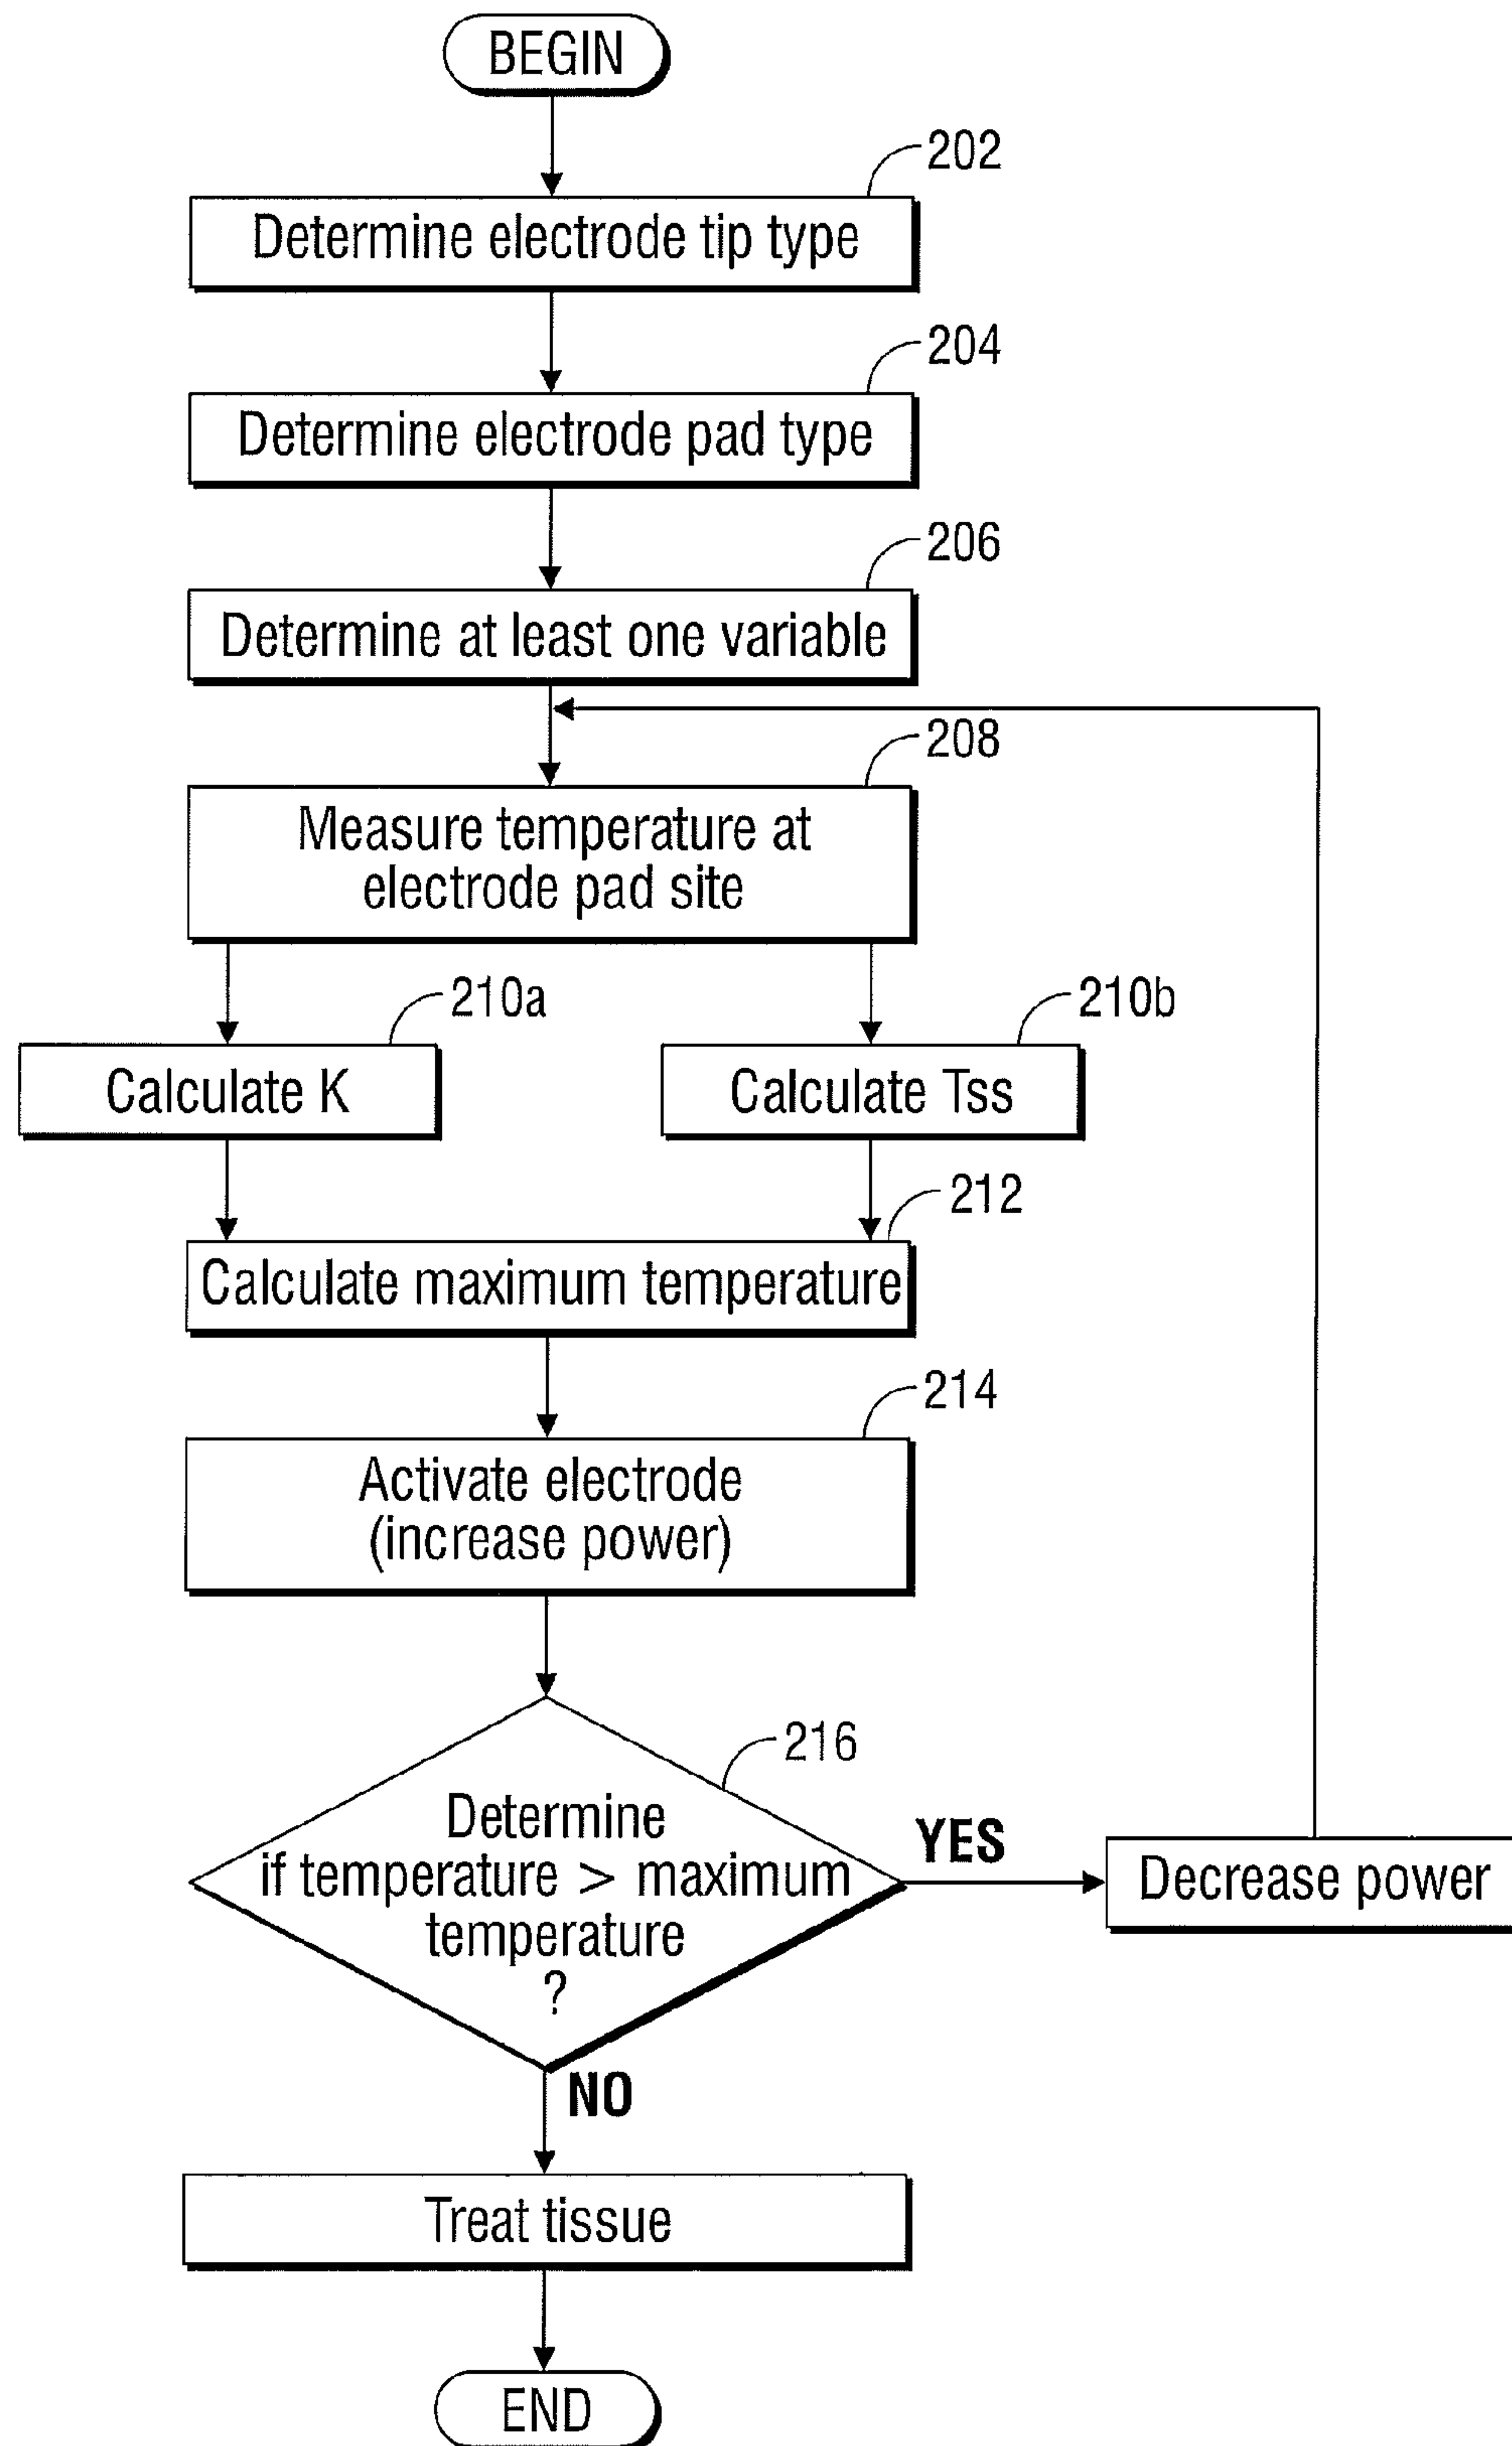 BEGIN
202
Determine electrode tip type
204
Determine electrode pad type
206
Determine at least one variable
208
Measure temperature at
electrode pad site
210a
Calculate K
210b
Calculate Tss
212
Calculate maximum temperature
214
Activate electrode
(increase power)
216
Determine
if temperature > maximum
temperature
?
YES
Decrease power
NO
Treat tissue
END